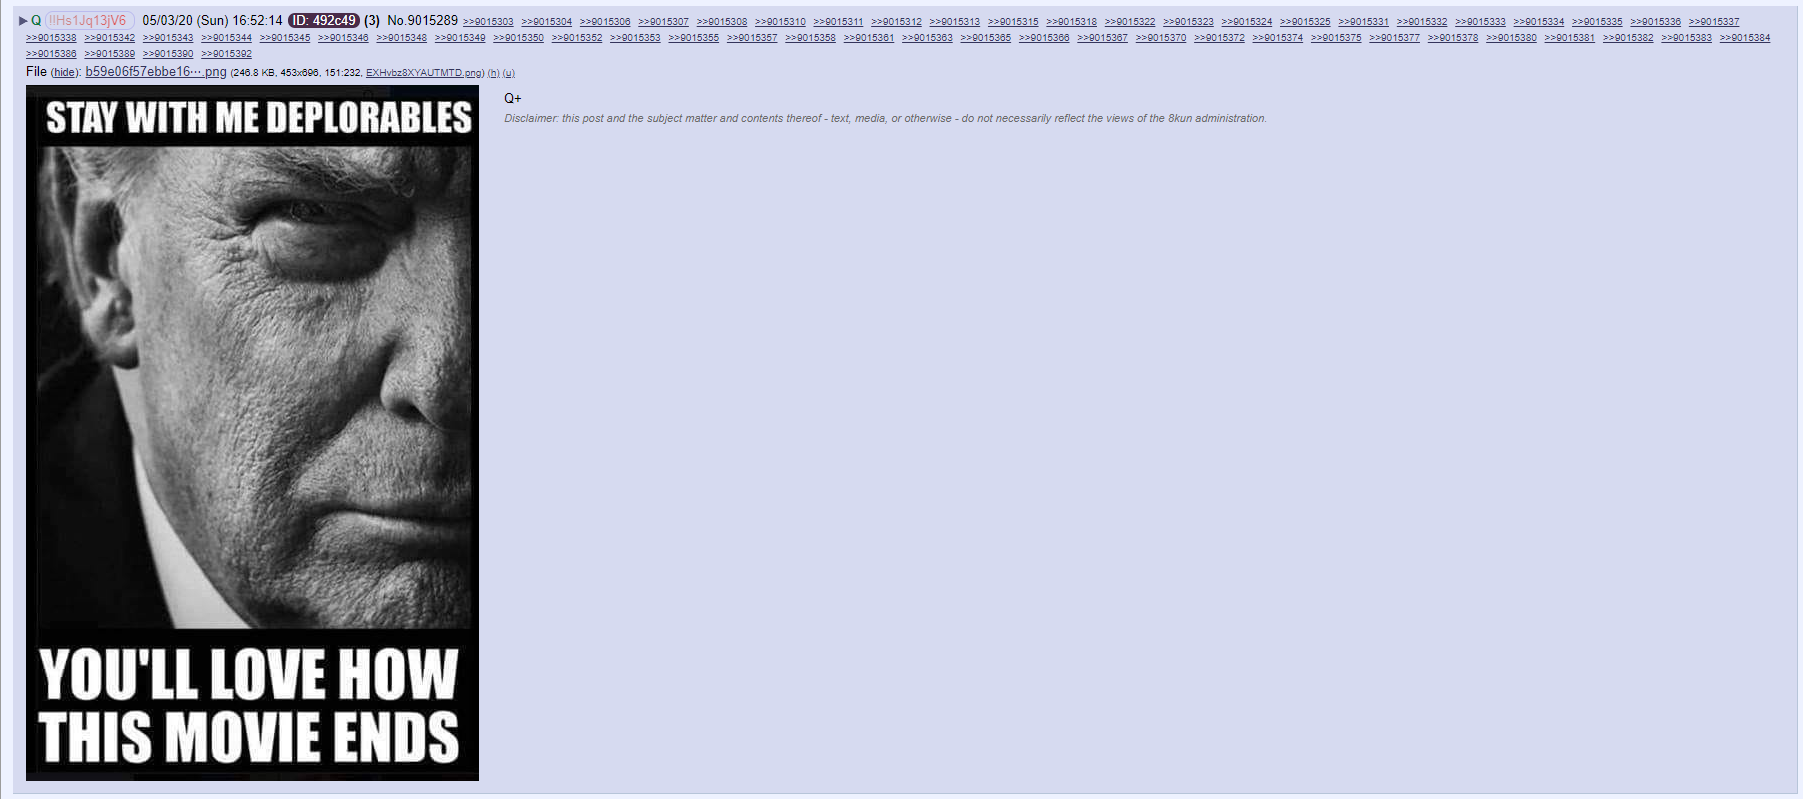 ▶ Q !!Hs1Jq13jV6 05/03/20 (Sun) 16:52:14 ID: 492c49 (3) No.9015289 >>9015303 >>9015304 >>9015306 >>9015307 >>9015308 >>9015310 >>9015311 >>9015312 >>9015313 >>9015315 >>9015318 >>9015322 >>9015323 >>9015324 >>9015325 >>9015331 >>9015332 >>9015333 >>9015334 >>9015335 >>9015336 >>9015337
>>9015338 >>9015342 >>9015343 >>9015344 >>9015345 >>9015346 >>9015348 >>9015349 >>9015350 >>9015352 >>9015353 >>9015355 >>9015357 >>9015358 >>9015361 >>9015363 >>9015365 >>9015366 >>9015367 >>9015370 >>9015372 >>9015374 >>9015375 >>9015377 >>9015378 >>9015380 >>9015381 >>9015382 >>9015383 >>9015384
>>9015386 >>9015389 >>9015390 >>9015392
File (hide): b59e06f57ebbe16⋯.png (246.8 KB, 453x696, 151:232, EXHvbz8XYAUTMTD.png) (h) (u)
STAY WITH ME DEPLORABLES
YOU'LL LOVE HOW
THIS MOVIE ENDS
Q+
Disclaimer: this post and the subject matter and contents thereof - text, media, or otherwise - do not necessarily reflect the views of the 8kun administration.